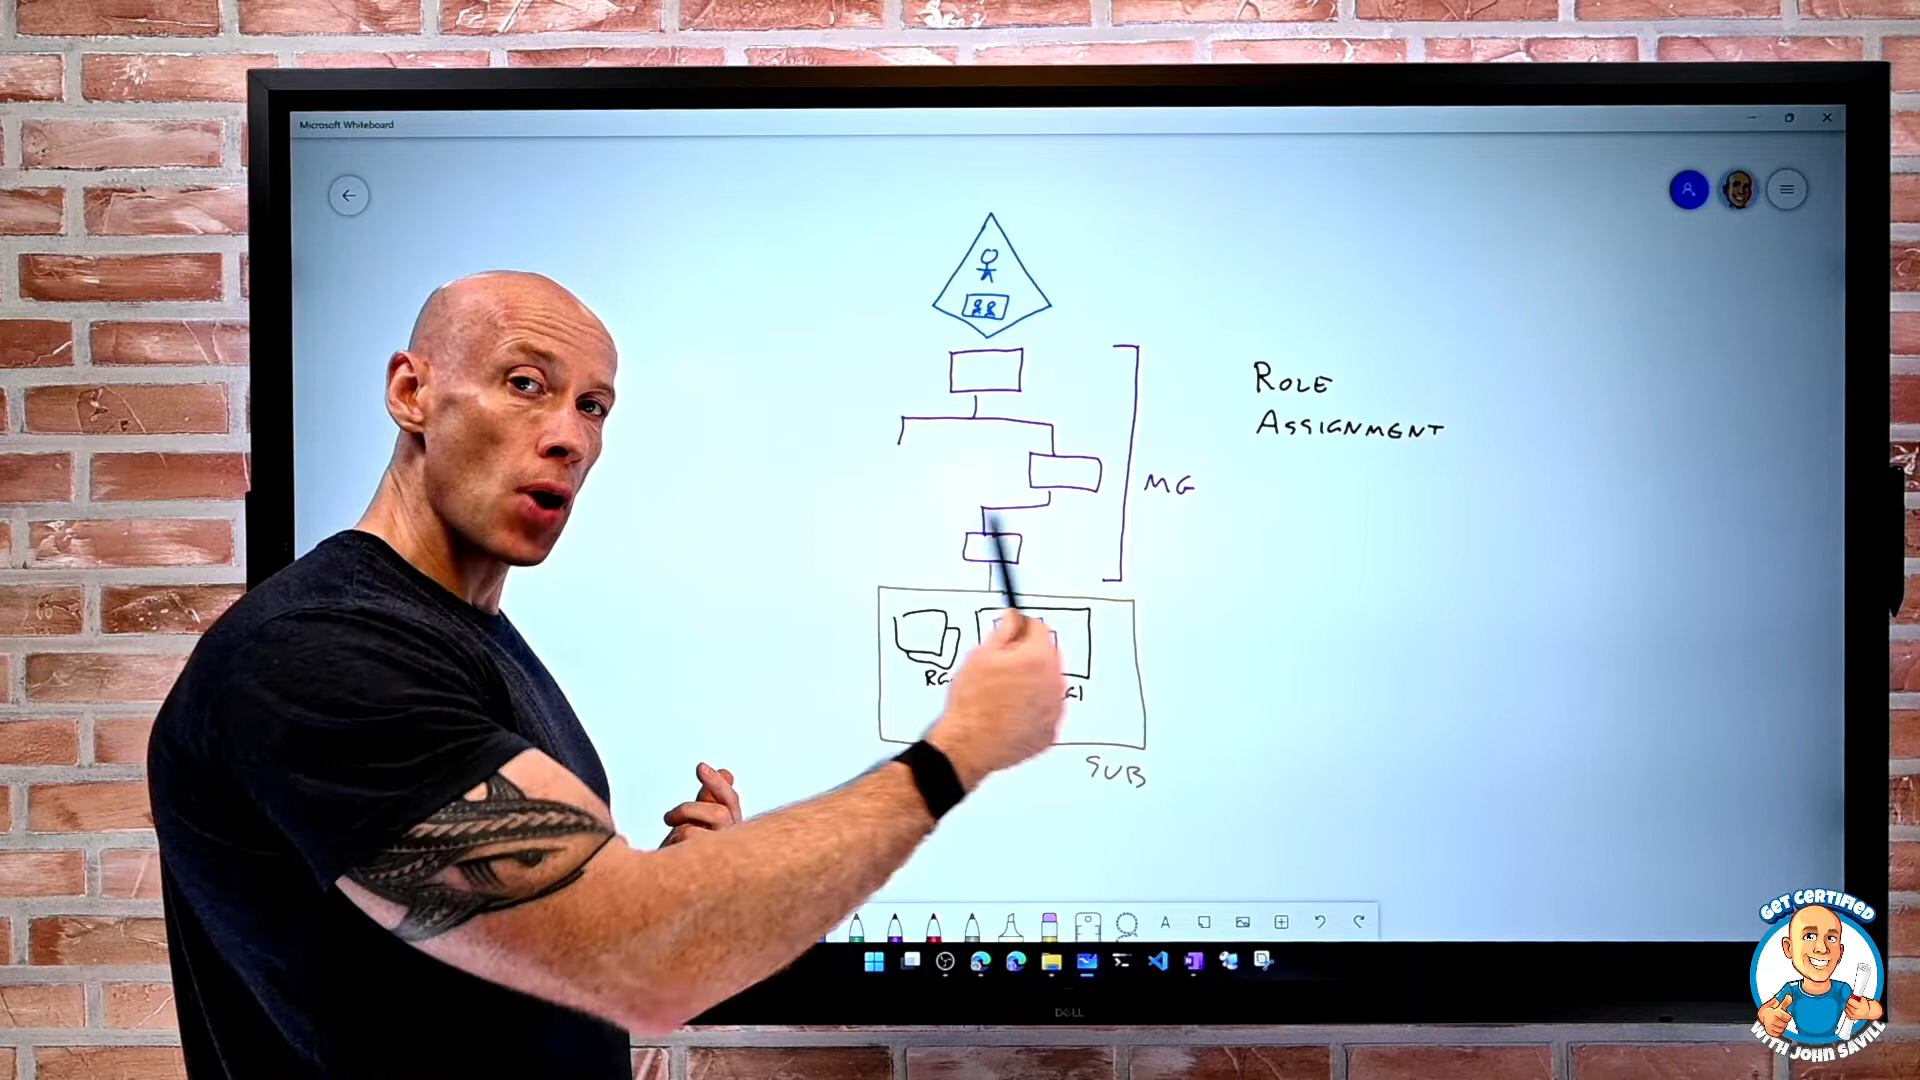 Microsoft Whiteboard
ROLE
ASSIGNMENT
MG
SUB
DELL
GET CERTIFIED
WITH JOHN SAVILL